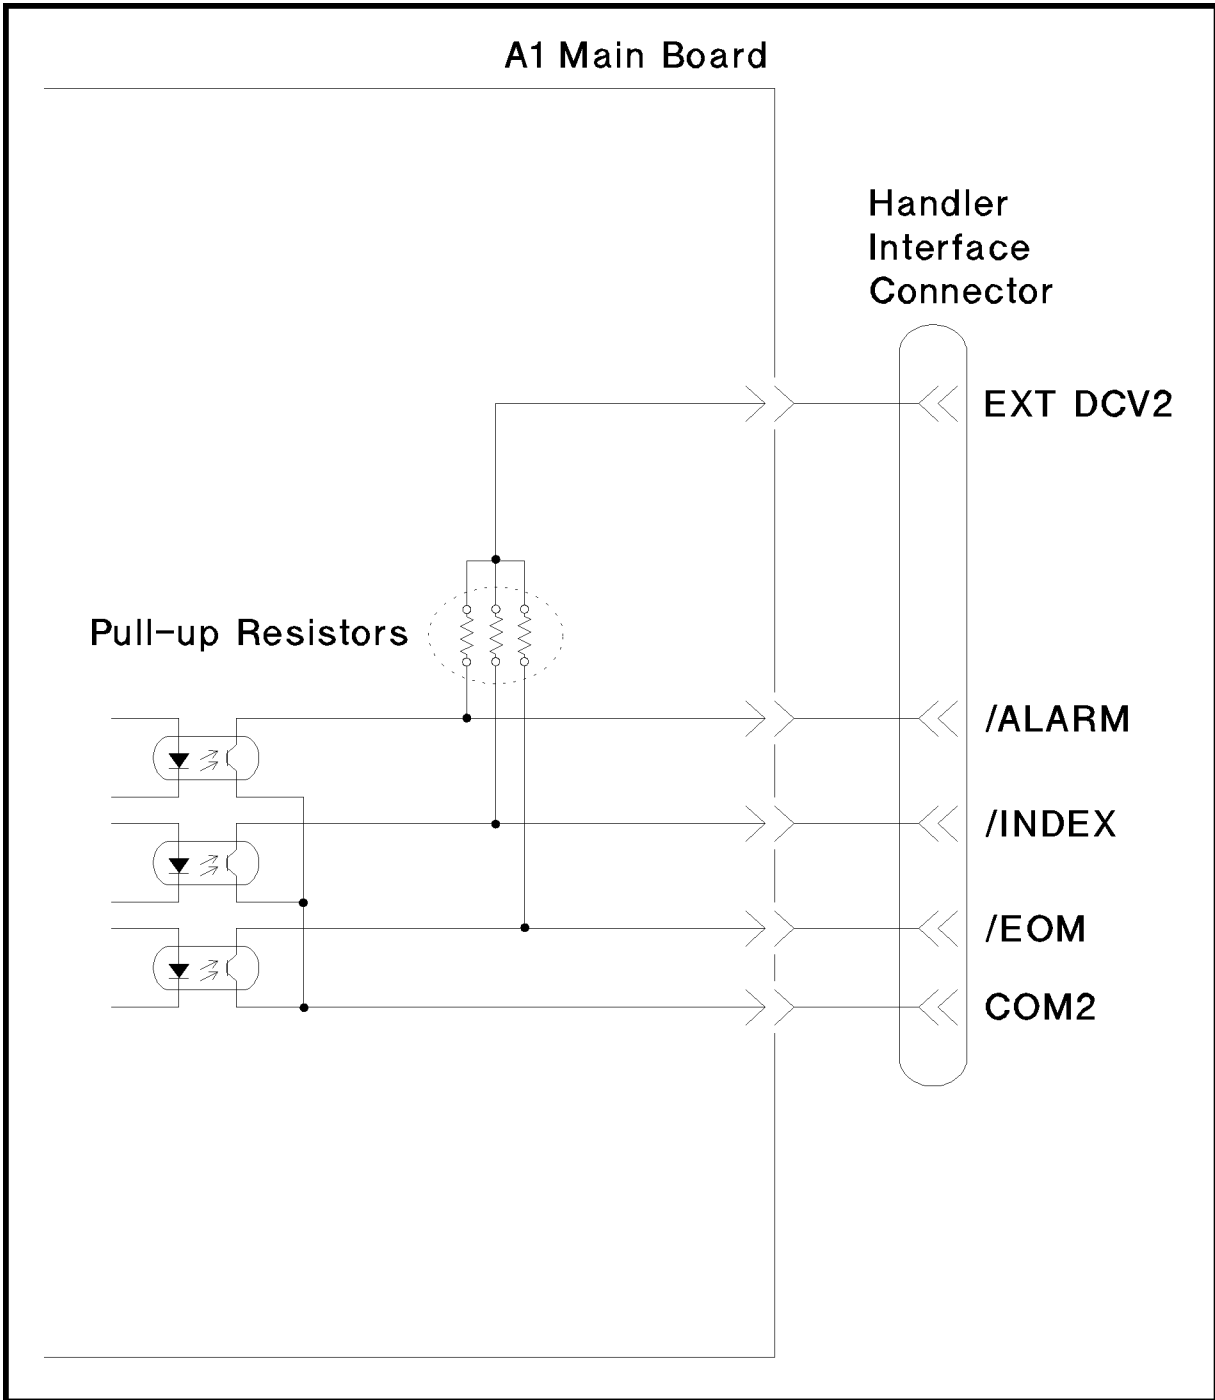 A1 Main Board
Handler
Interface
Connector
EXT DCV2
Pull-up Resistors
/ALARM
/INDEX
/EOM
COM2